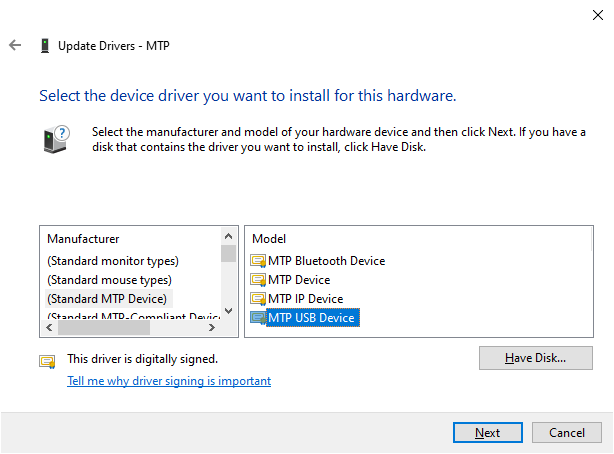 Update Drivers - MTP
Select the device driver you want to install for this hardware.
Select the manufacturer and model of your hardware device and then click Next. If you have a
disk that contains the driver you want to install, click Have Disk.
Manufacturer
(Standard monitor types)
(Standard mouse types)
(Standard MTP Device)
(Standard MTP-Compliant Device
Model
MTP Bluetooth Device
MTP Device
MTP IP Device
MTP USB Device
This driver is digitally signed.
Tell me why driver signing is important
Have Disk...
Next
Cancel